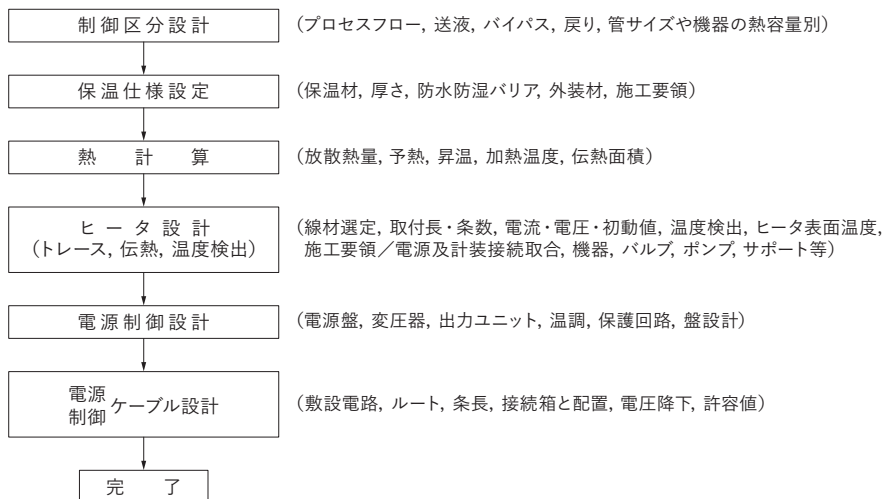 制御区分設計 (プロセスフロー, 送液, バイパス, 戻り, 管サイズや機器の熱容量別)
保温仕様設定 (保温材, 厚さ, 防水防湿バリア, 外装材, 施工要領)
熱計算 (放散熱量, 予熱, 昇温, 加熱温度, 伝熱面積)
ヒータ設計
(トレース, 伝熱, 温度検出)
(線材選定, 取付長・条数, 電流・電圧・初動値, 温度検出, ヒータ表面温度,
施工要領／電源及計装接続取合, 機器, バルブ, ポンプ, サポート等)
電源制御設計 (電源盤, 変圧器, 出力ユニット, 温調, 保護回路, 盤設計)
電源
制御
ケーブル設計 (敷設電路, ルート, 条長, 接続箱と配置, 電圧降下, 許容値)
完了